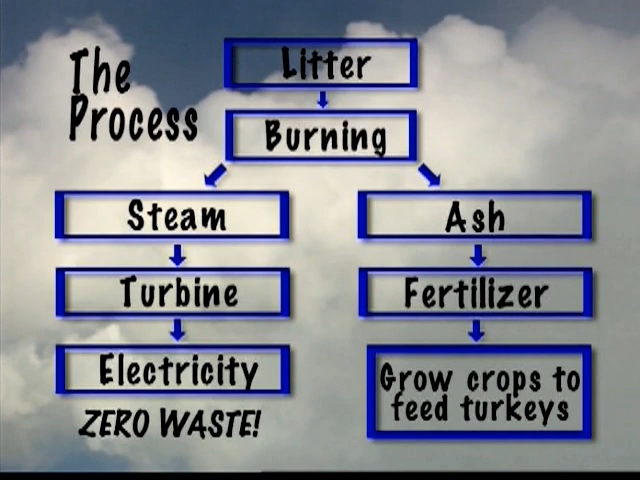 The
Process
Litter
Burning
Steam
Ash
Turbine
Fertilizer
Electricity
Grow crops to
feed turkeys
ZERO WASTE!